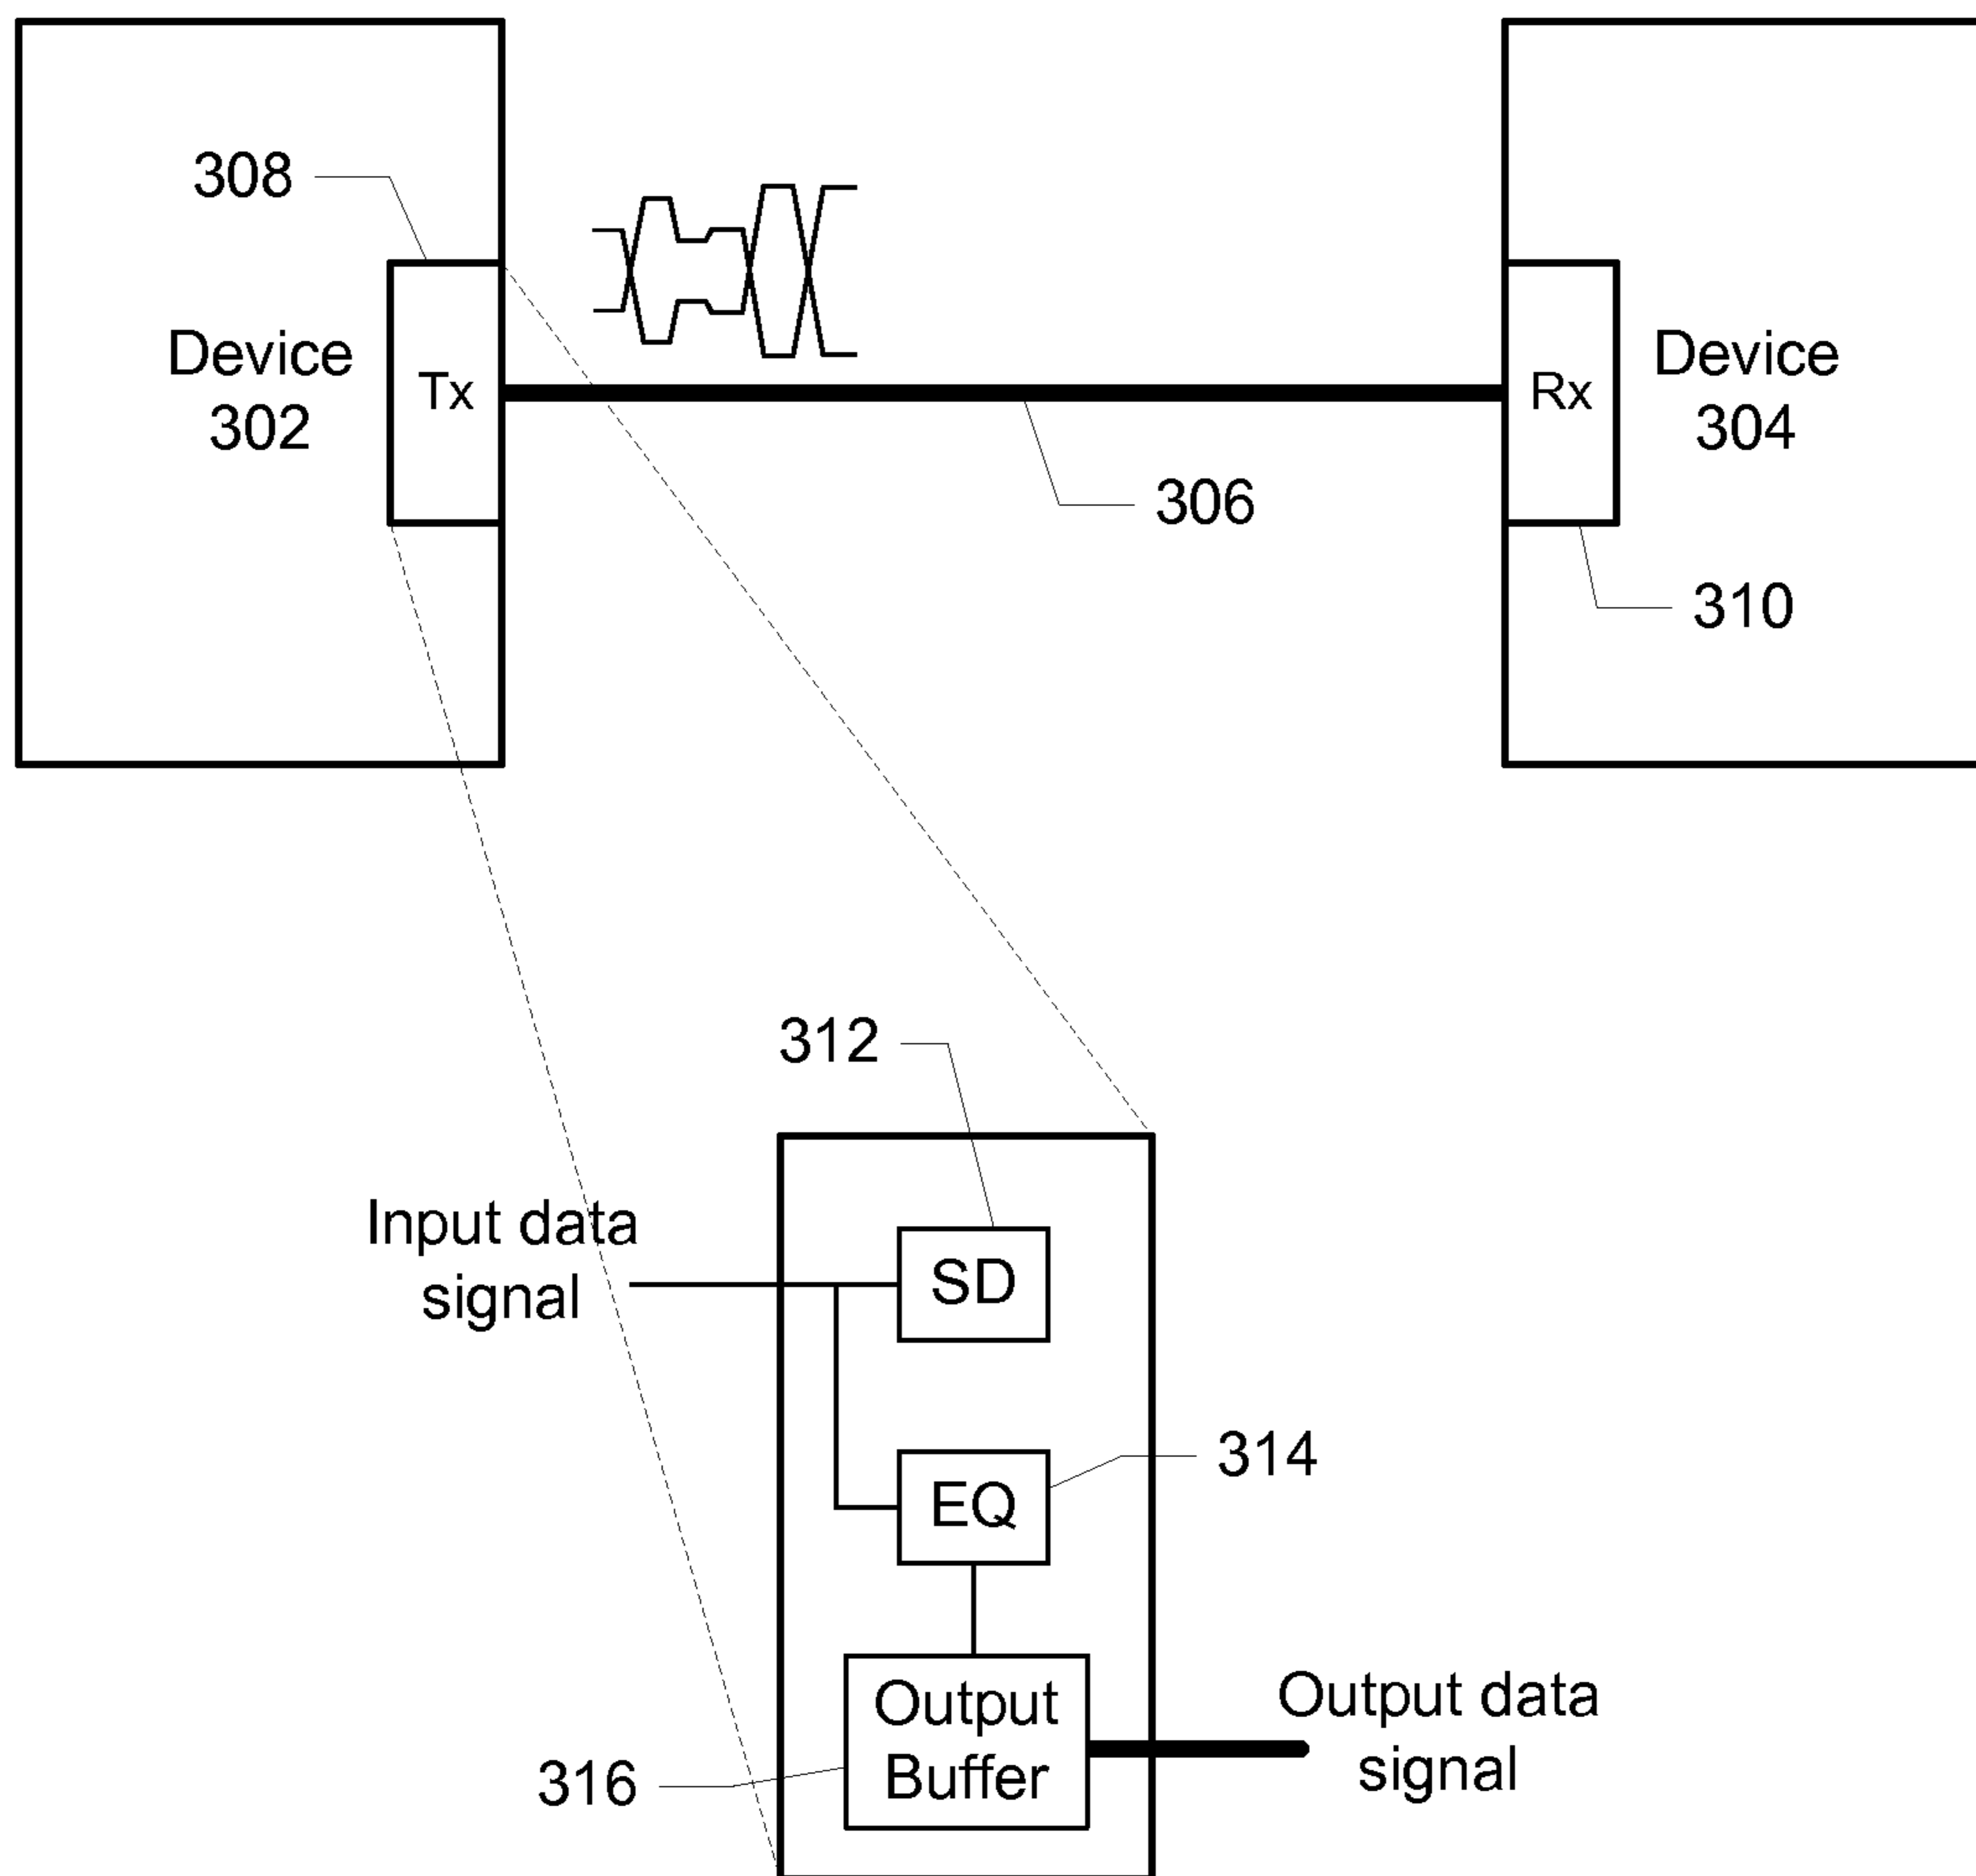 308
Device
302
Tx
Rx
Device
304
306
310
312
Input data
signal
SD
EQ
314
Output
Buffer
316
Output data
signal